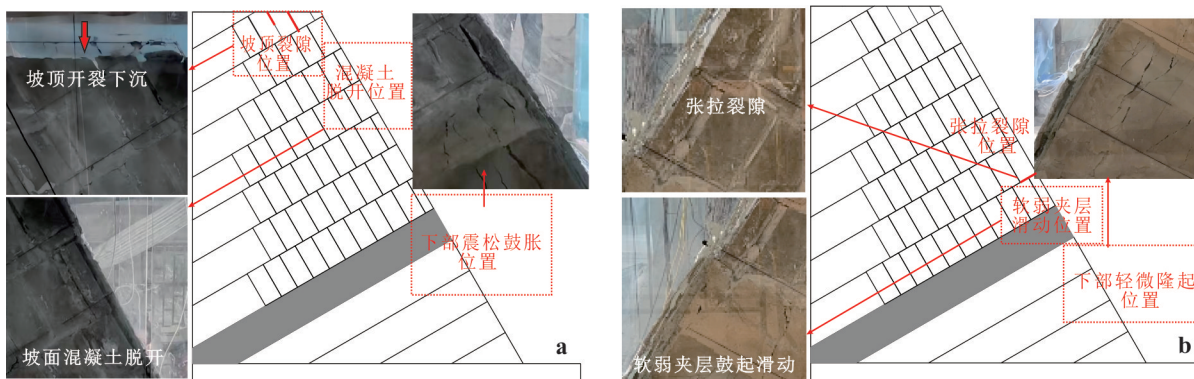 坡顶开裂下沉
坡顶裂隙
位置
混凝土
脱开位置
下部震松鼓胀
位置
坡面混凝土脱开
a
张拉裂隙
张拉裂隙
位置
软弱夹层
滑动位置
下部轻微隆起
位置
软弱夹层鼓起滑动
b